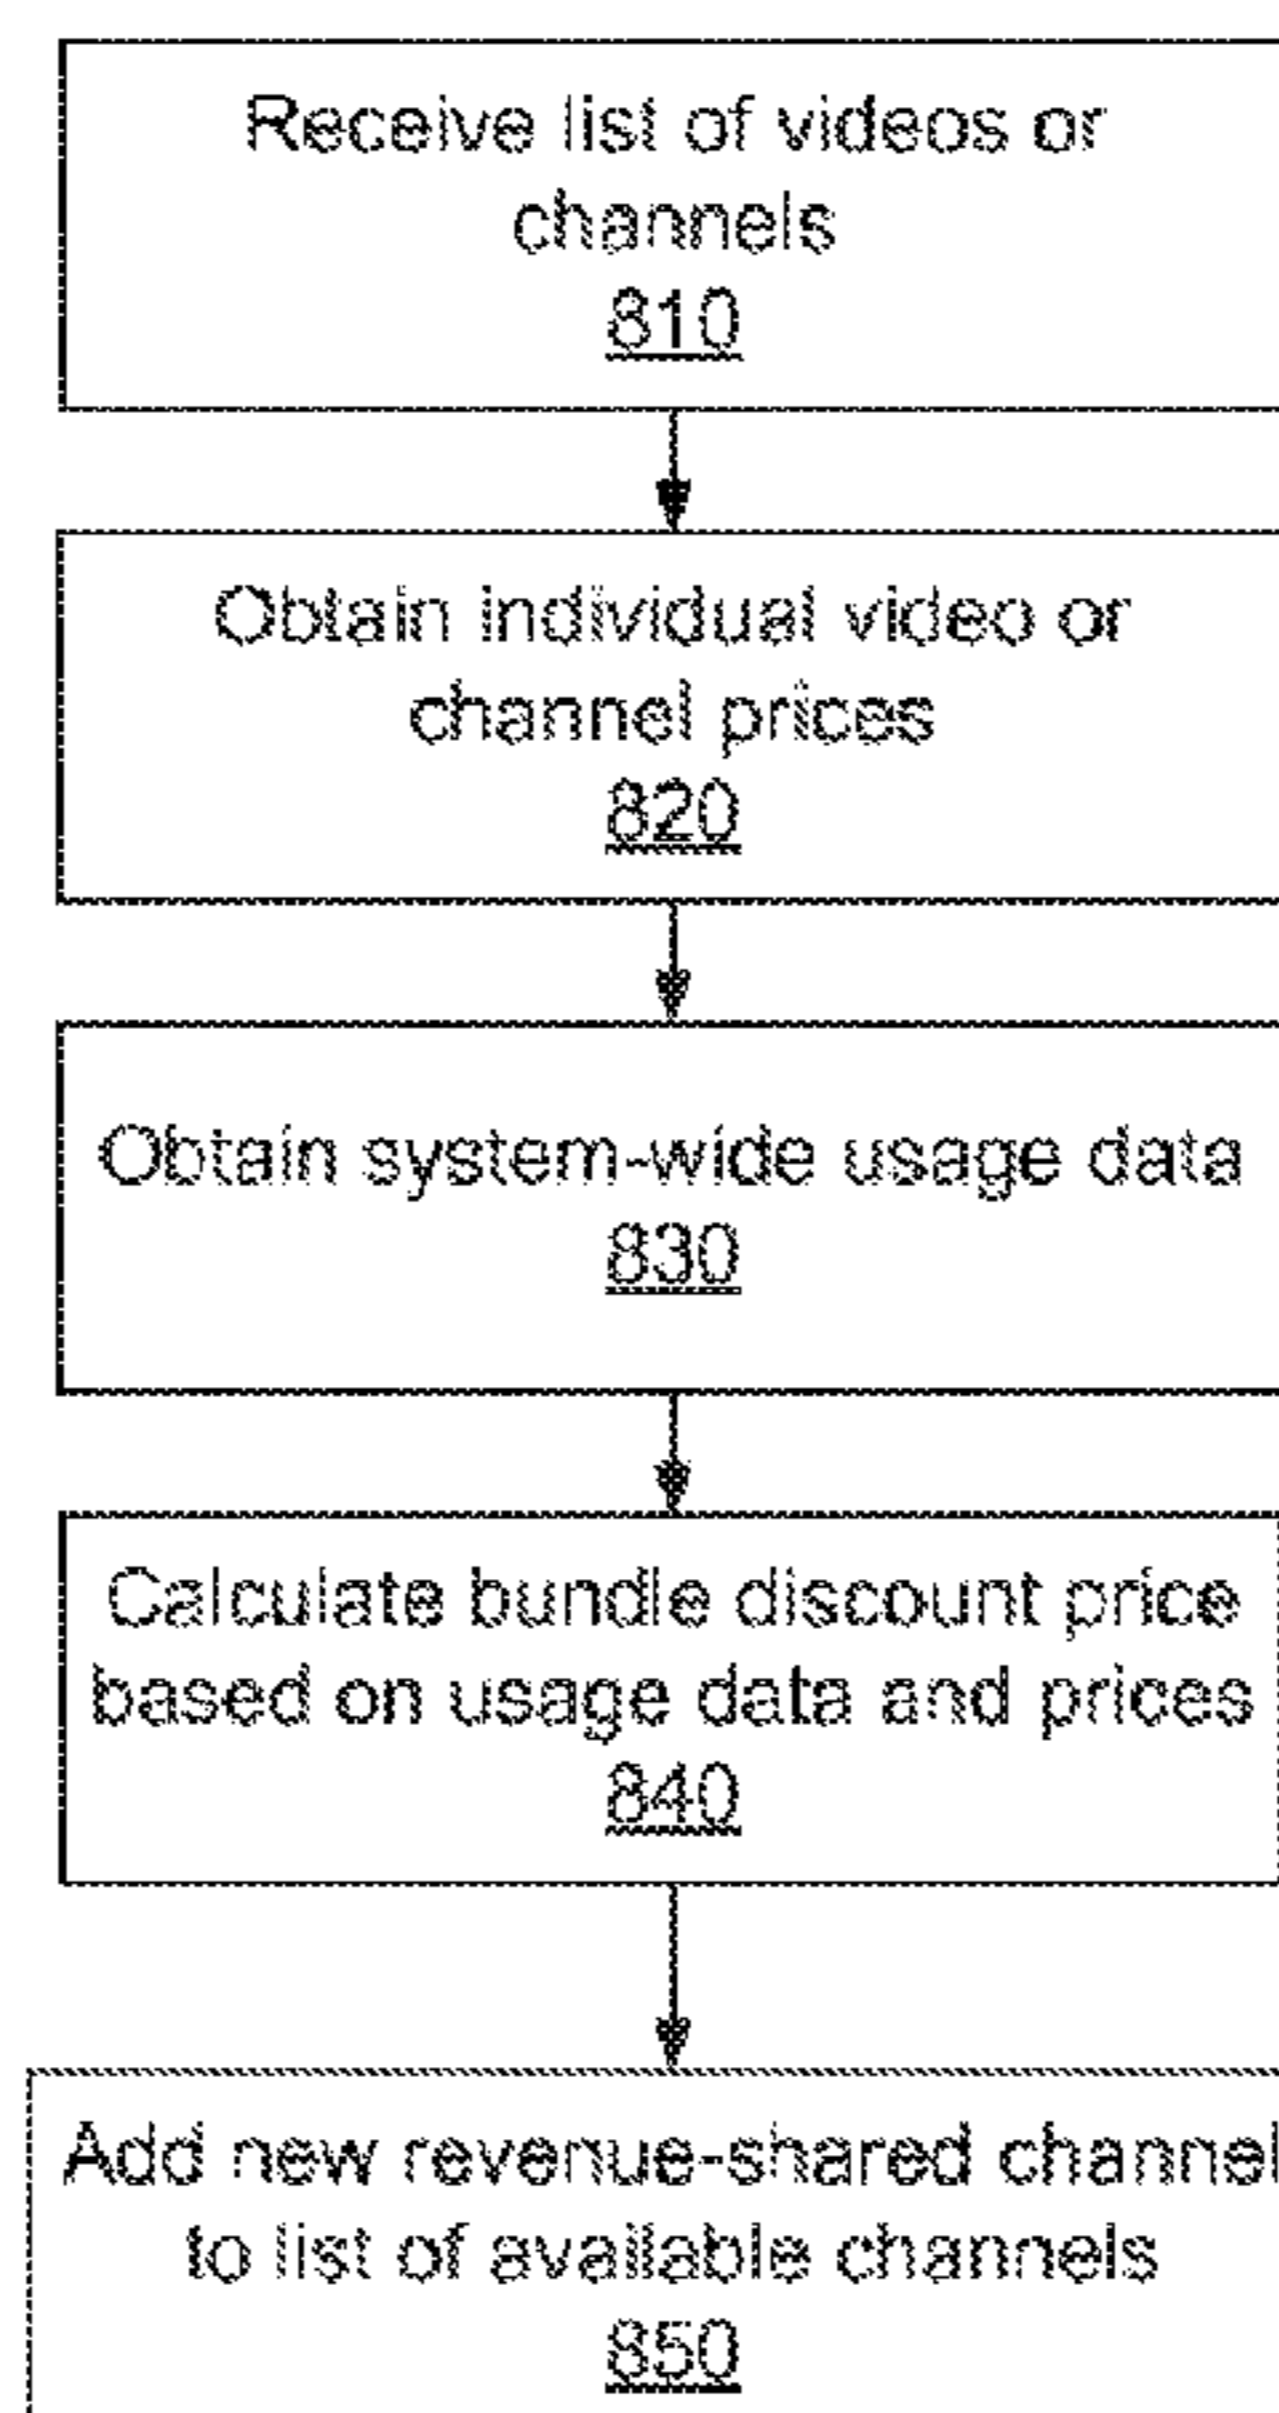 Receive list of videos or
channels
810
Obtain individual video or
channel prices
820
Obtain system-wide usage data
830
Calculate bundle discount price
based on usage data and prices
840
Add new revenue-shared channel
to list of available channels
850